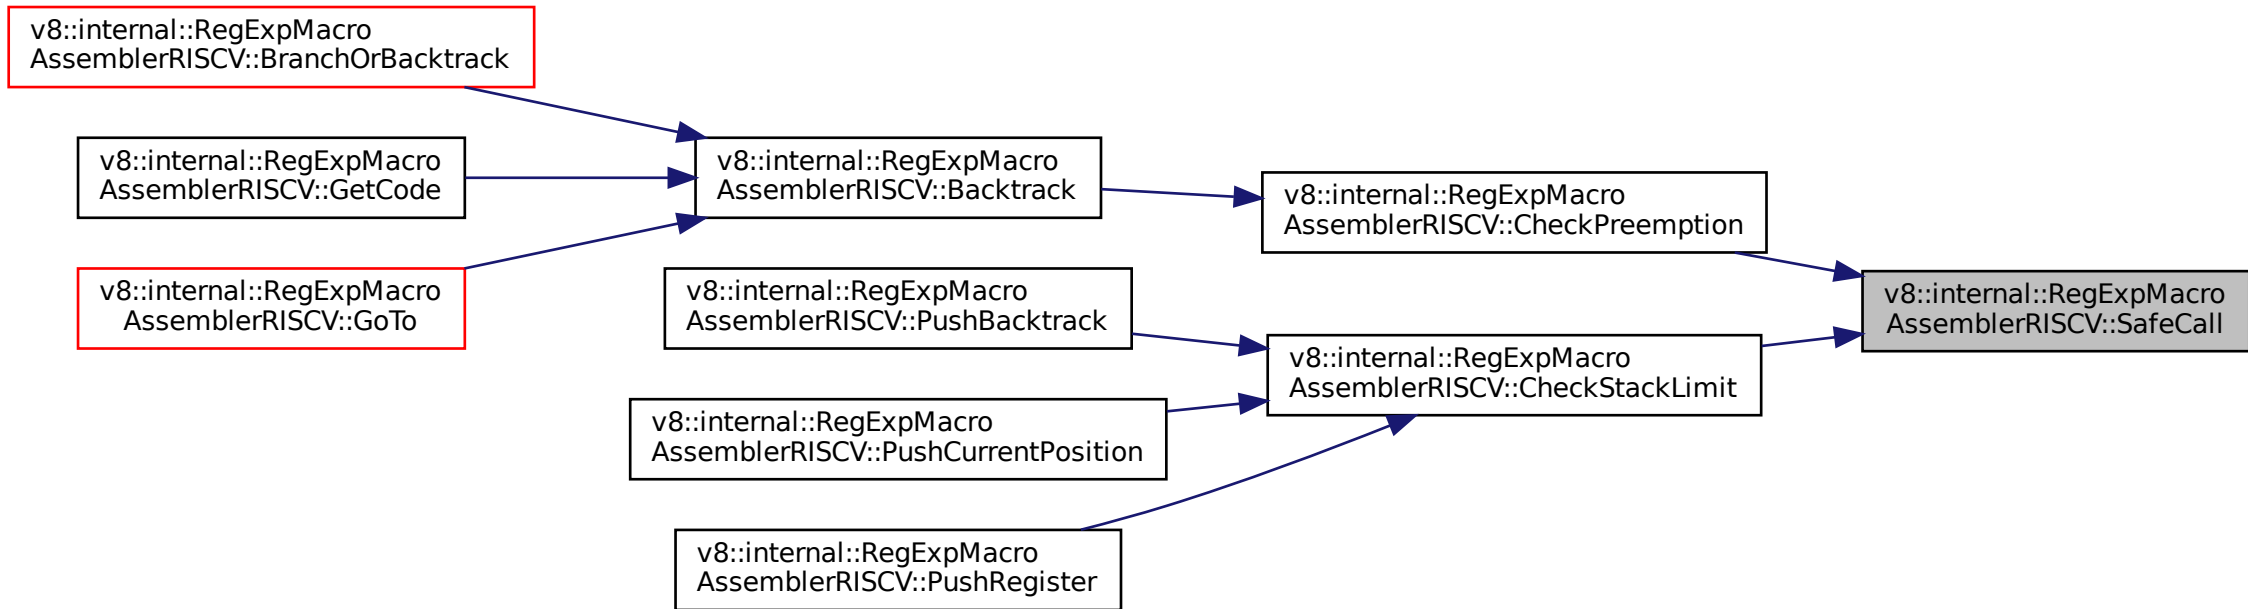 v8::internal::RegExpMacro
AssemblerRISCV::BranchOrBacktrack
v8::internal::RegExpMacro
AssemblerRISCV::GetCode
v8::internal::RegExpMacro
AssemblerRISCV::GoTo
v8::internal::RegExpMacro
AssemblerRISCV::Backtrack
v8::internal::RegExpMacro
AssemblerRISCV::PushBacktrack
v8::internal::RegExpMacro
AssemblerRISCV::PushCurrentPosition
v8::internal::RegExpMacro
AssemblerRISCV::PushRegister
v8::internal::RegExpMacro
AssemblerRISCV::CheckPreemption
v8::internal::RegExpMacro
AssemblerRISCV::CheckStackLimit
v8::internal::RegExpMacro
AssemblerRISCV::SafeCall